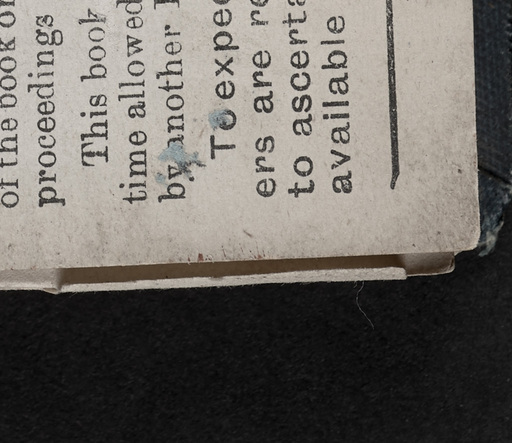 of the book or
proceedings
This book
time allowed
by another
To expe
ers are re
to ascerta
available